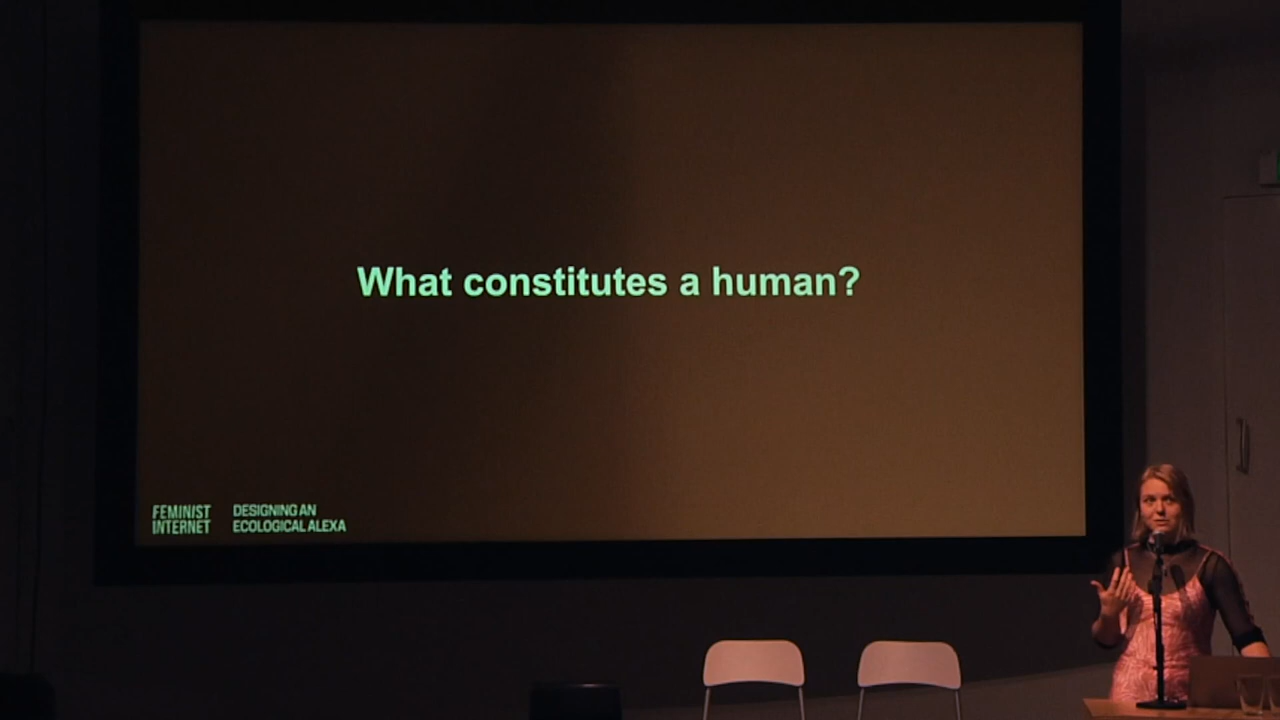 What constitutes a human?
FEMINIST
INTERNET
DESIGNING AN
ECOLOGICAL ALEXA